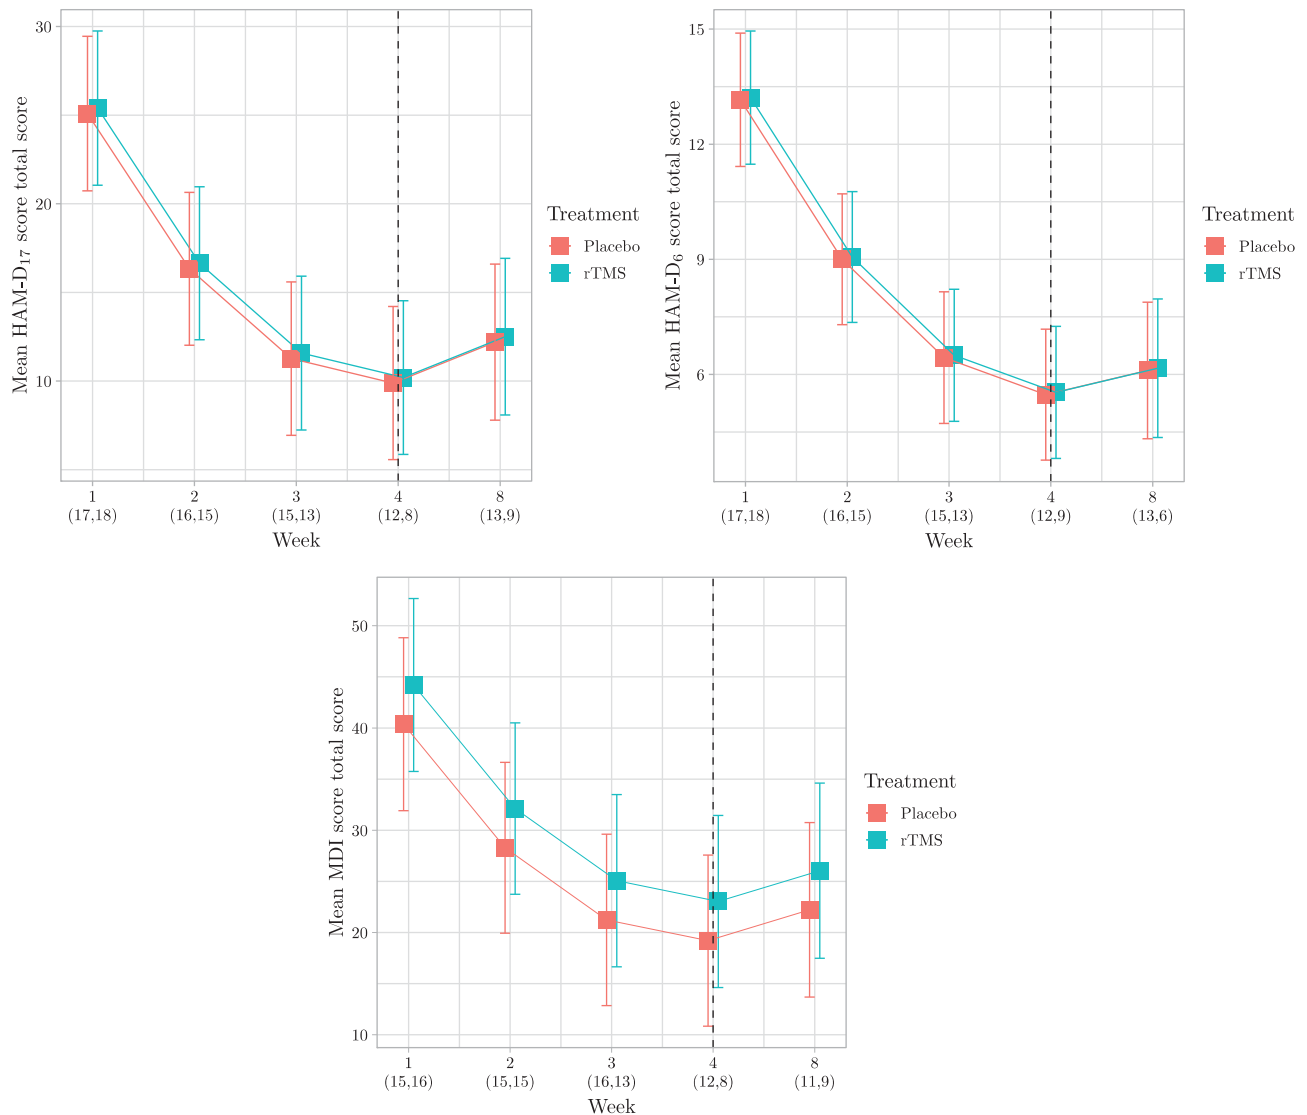 Mean HAM-D17 score total score
30
20
10
1
(17,18)
2
(16,15)
3
(15,13)
4
(12,8)
8
(13,9)
Week
Treatment
Placebo
rTMS
Mean HAM-D6 score total score
15
12
9
6
1
(17,18)
2
(16,15)
3
(15,13)
4
(12,9)
8
(13,6)
Week
Treatment
Placebo
rTMS
Mean MDI score total score
50
40
30
20
10
1
(15,16)
2
(15,15)
3
(16,13)
4
(12,8)
8
(11,9)
Week
Treatment
Placebo
rTMS